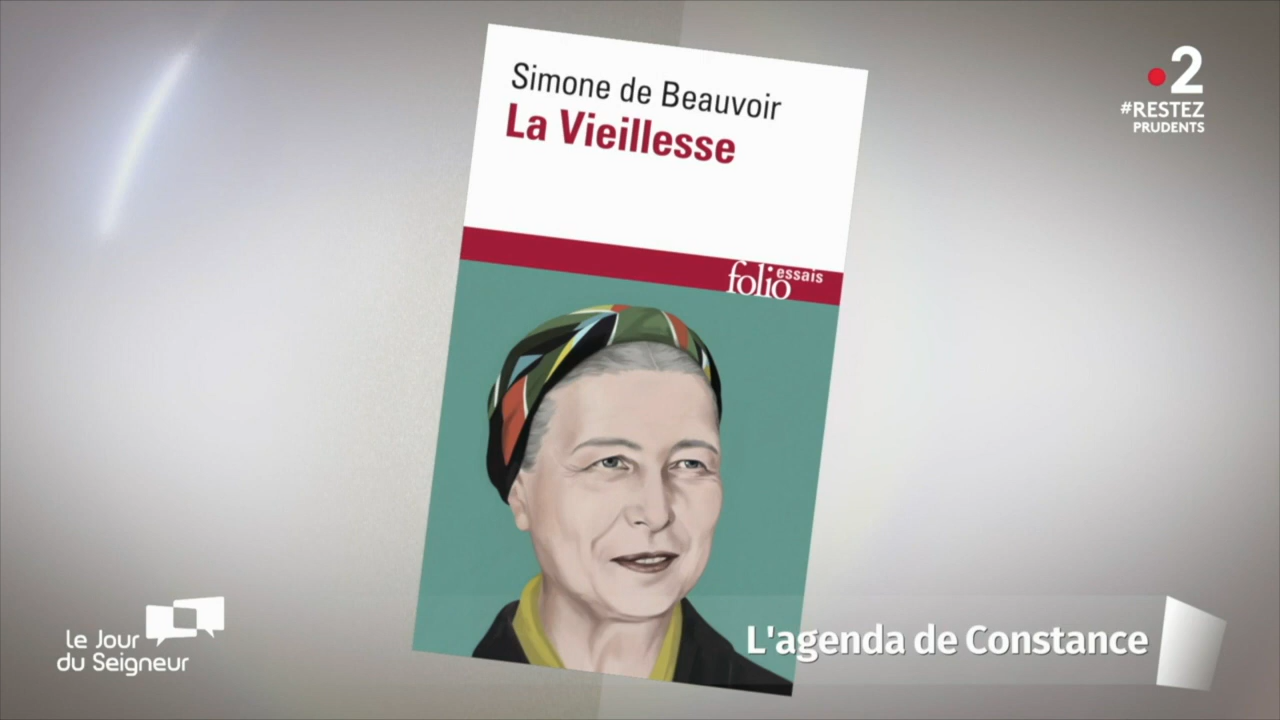 Simone de Beauvoir
La Vieillesse
folio essais
2
#RESTEZ
PRUDENTS
le Jour
du Seigneur
L'agenda de Constance